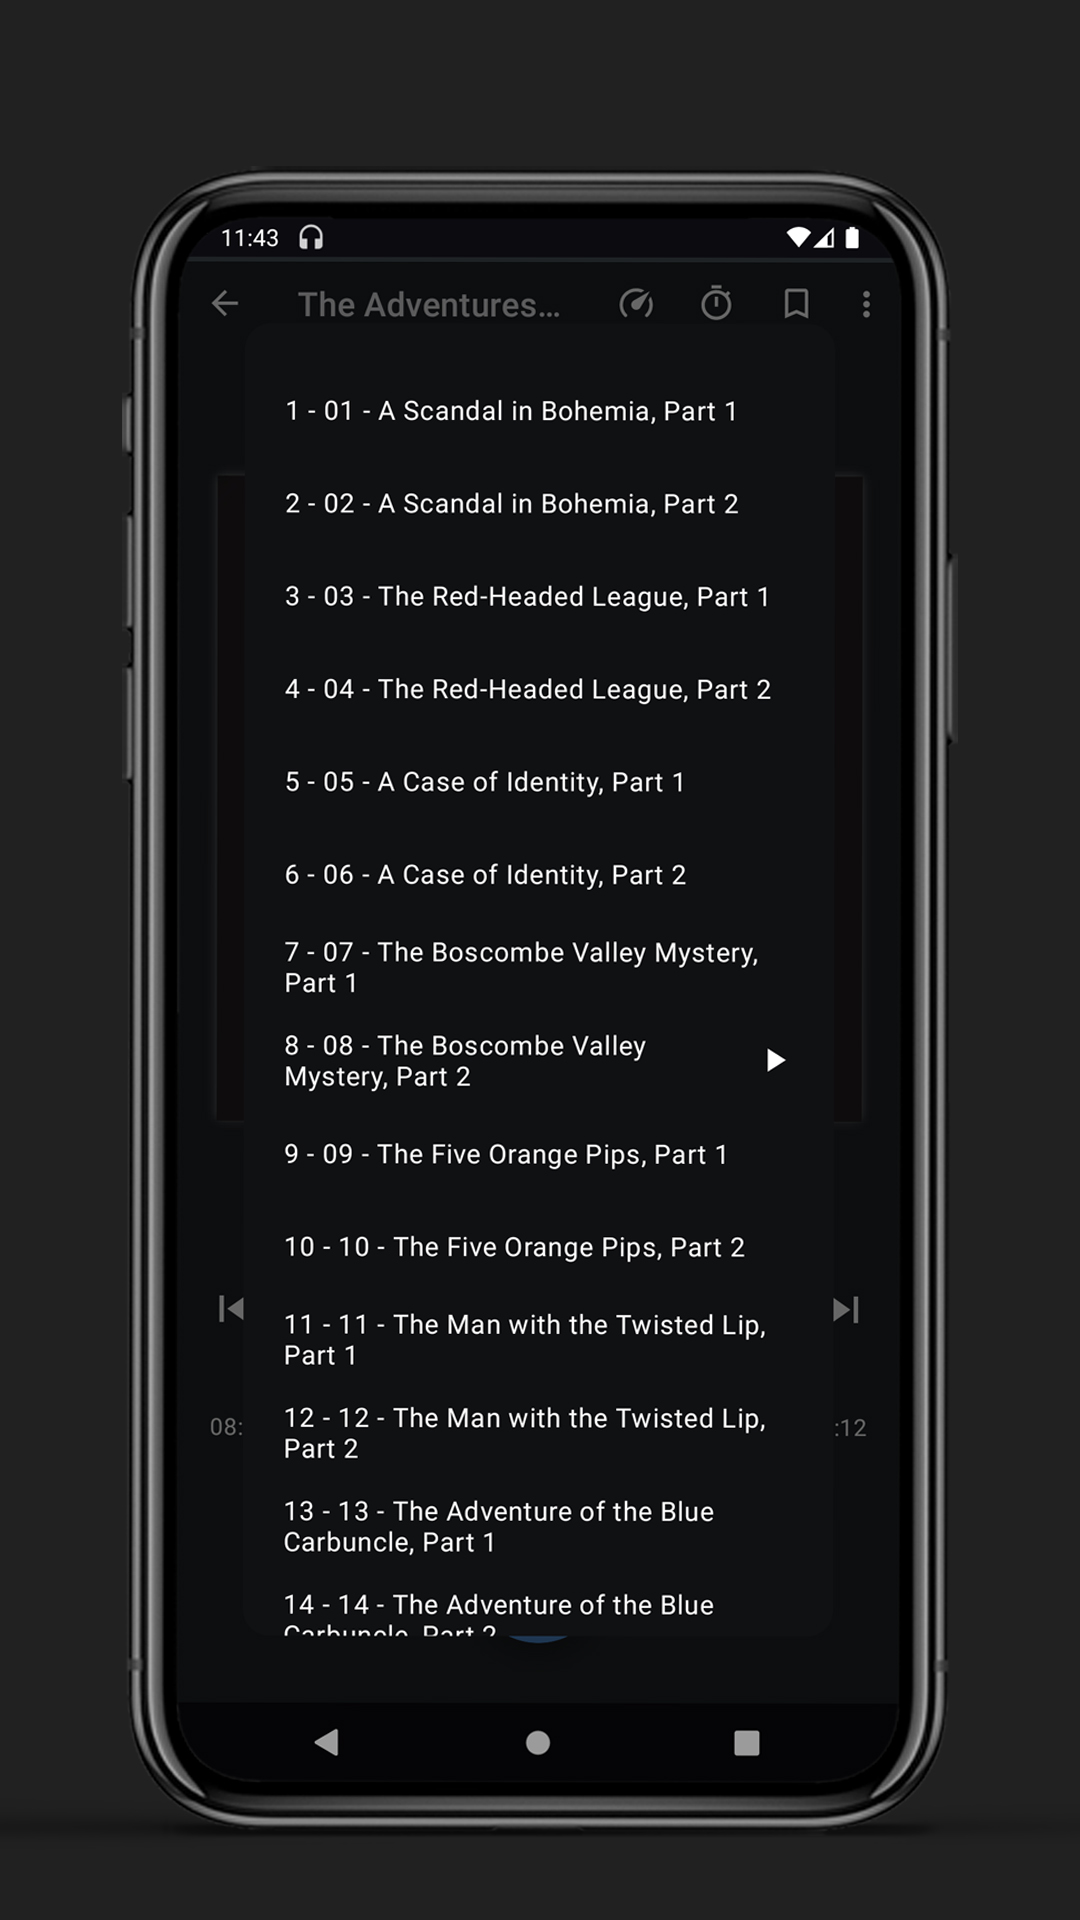 11:43
The Adventures...
1 - 01 - A Scandal in Bohemia, Part 1
2 - 02 - A Scandal in Bohemia, Part 2
3 - 03 - The Red-Headed League, Part 1
4 - 04 - The Red-Headed League, Part 2
5 - 05 - A Case of Identity, Part 1
6 - 06 - A Case of Identity, Part 2
7 - 07 - The Boscombe Valley Mystery,
Part 1
8 - 08 - The Boscombe Valley
Mystery, Part 2
9 - 09 - The Five Orange Pips, Part 1
10 - 10 - The Five Orange Pips, Part 2
11 - 11 - The Man with the Twisted Lip,
Part 1
08:
12 - 12 - The Man with the Twisted Lip,
Part 2
:12
13 - 13 - The Adventure of the Blue
Carbuncle, Part 1
14 - 14 - The Adventure of the Blue
Carbuncle, Part 2